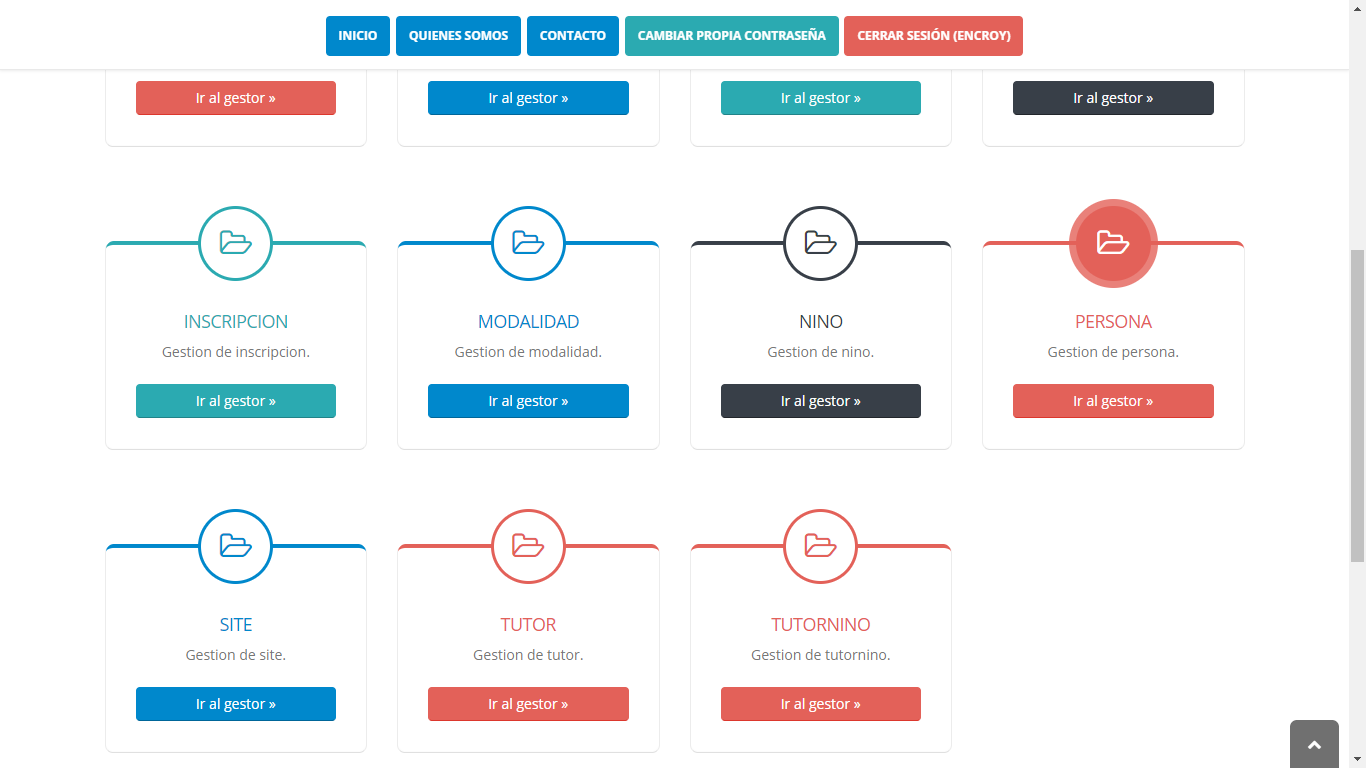 INICIO QUIENES SOMOS CONTACTO CAMBIAR PROPIA CONTRASEÑA CERRAR SESIÓN (ENCROY)
Ir al gestor » Ir al gestor » Ir al gestor » Ir al gestor »
INSCRIPCION MODALIDAD NINO PERSONA
Gestion de inscripcion. Gestion de modalidad. Gestion de nino. Gestion de persona.
Ir al gestor » Ir al gestor » Ir al gestor » Ir al gestor »
SITE TUTOR TUTORNINO
Gestion de site. Gestion de tutor. Gestion de tutornino.
Ir al gestor » Ir al gestor » Ir al gestor »